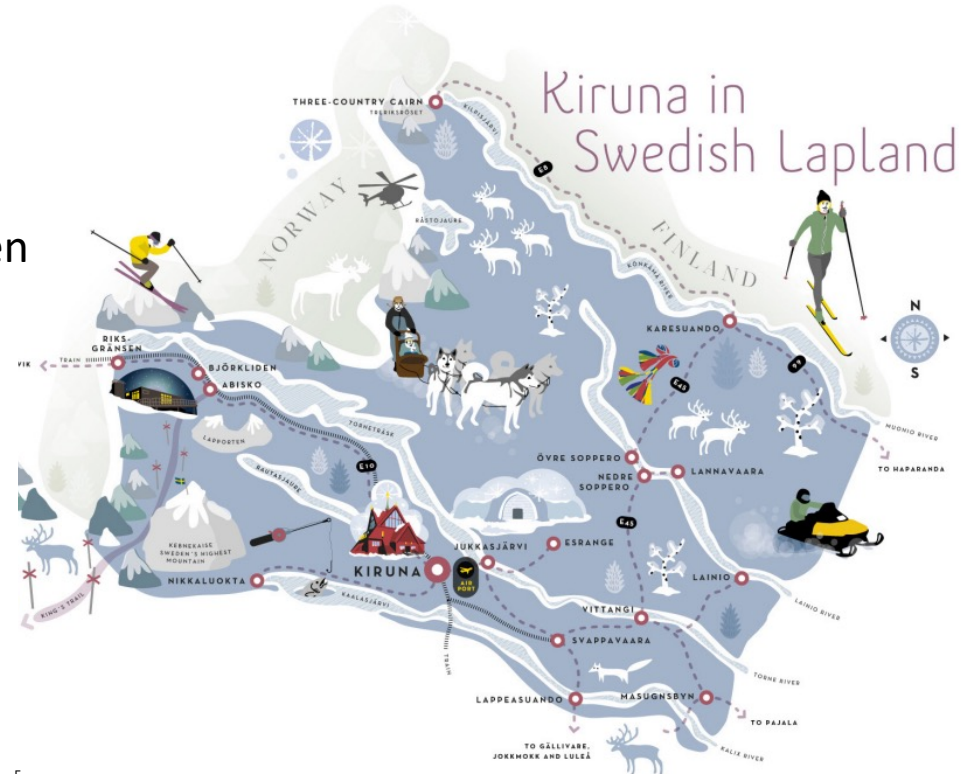 Kiruna in
Swedish Lapland
en
THREE-COUNTRY CAIRN
TRERIKSRÖSET
KILPISJÄRVI
E8
NORWAY
FINLAND
RÅSTOJAURE
KÖNKÄMÄ RIVER
N
S
KARESUANDO
RIKS-
GRÄNSEN
VIK
TRAIN
BJÖRKLIDEN
ABISKO
E45
99
LAPPORTEN
TORNETRÄSK
MUONIO RIVER
TO HAPARANDA
E10
RAUTASJAURE
ÖVRE SOPPERO
NEDRE
SOPPERO
LANNAVAARA
E45
KEBNEKAISE
SWEDEN'S HIGHEST
MOUNTAIN
JUKKASJÄRVI
ESRANGE
KIRUNA
AIR
PORT
NIKKALUOKTA
KAALASJÄRVI
LAINIO
LAINIO RIVER
KING'S TRAIL
VITTANGI
SVAPPAVAARA
TRAIN
TORNE RIVER
LAPPEASUANDO
MASUGNSBYN
TO PAJALA
TO GÄLLIVARE,
JOKKMOKK AND LULEÅ
KALIX RIVER